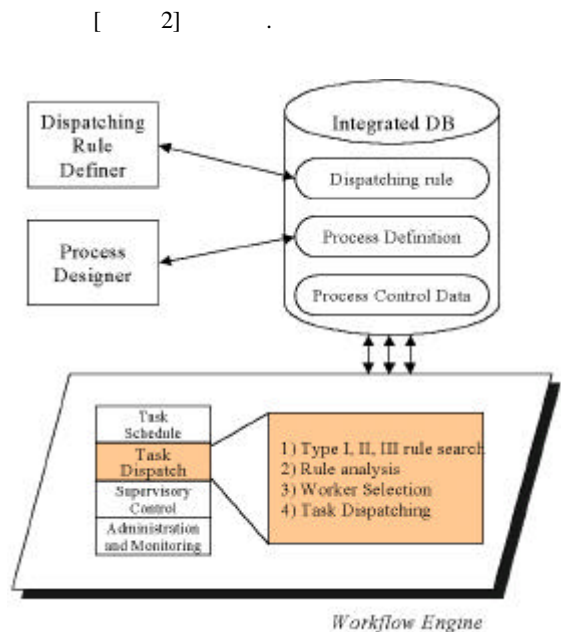 [ 2] .
Dispatching
Rule
Definer
Integrated DB
Dispatching rule
Process
Designer
Process Definition
Process Control Data
Task
Schedule
Task
Dispatch
Supervisory
Control
Administration
and Monitoring
1) Type I, II, III rule search
2) Rule analysis
3) Worker Selection
4) Task Dispatching
Workflow Engine